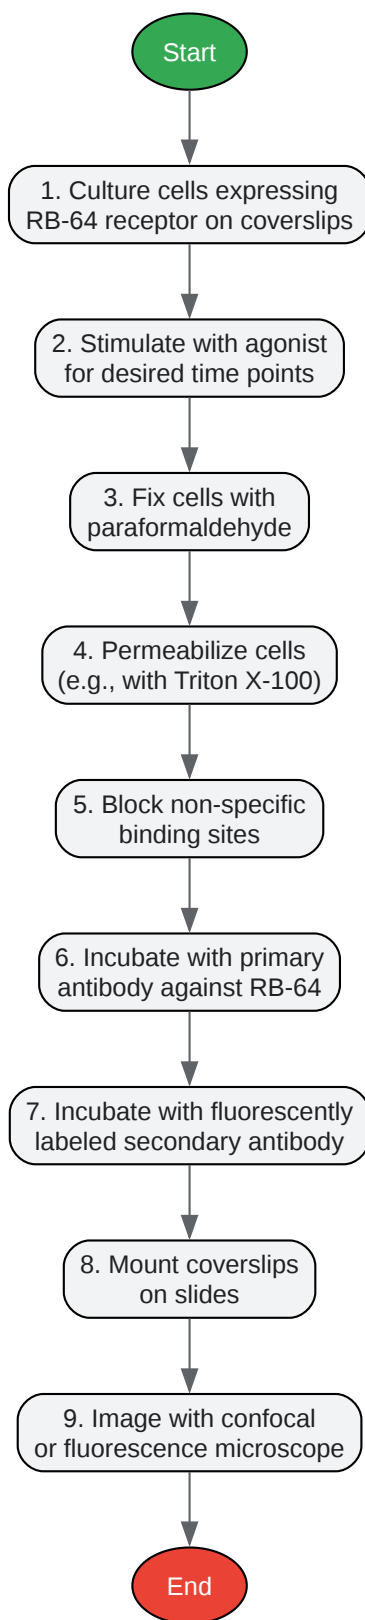 Start
1. Culture cells expressing
RB-64 receptor on coverslips
2. Stimulate with agonist
for desired time points
3. Fix cells with
paraformaldehyde
4. Permeabilize cells
(e.g., with Triton X-100)
5. Block non-specific
binding sites
6. Incubate with primary
antibody against RB-64
7. Incubate with fluorescently
labeled secondary antibody
8. Mount coverslips
on slides
9. Image with confocal
or fluorescence microscope
End